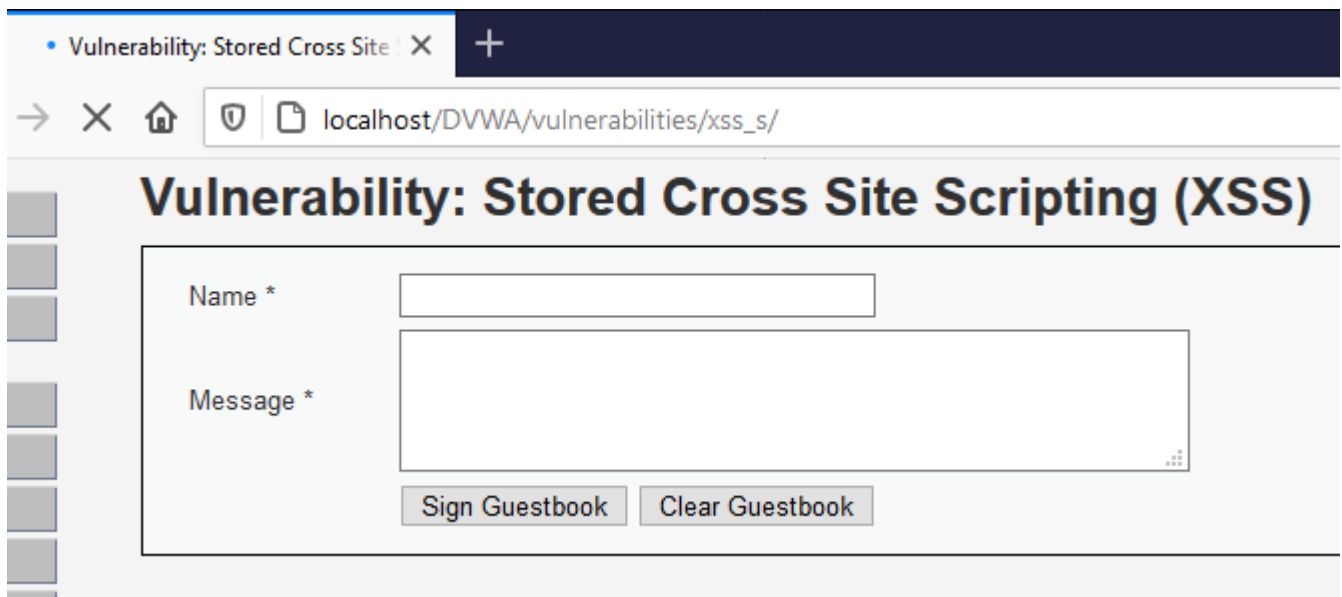 Vulnerability: Stored Cross Site
localhost/DVWA/vulnerabilities/xss_s/
Vulnerability: Stored Cross Site Scripting (XSS)
Name *
Message *
Sign Guestbook Clear Guestbook